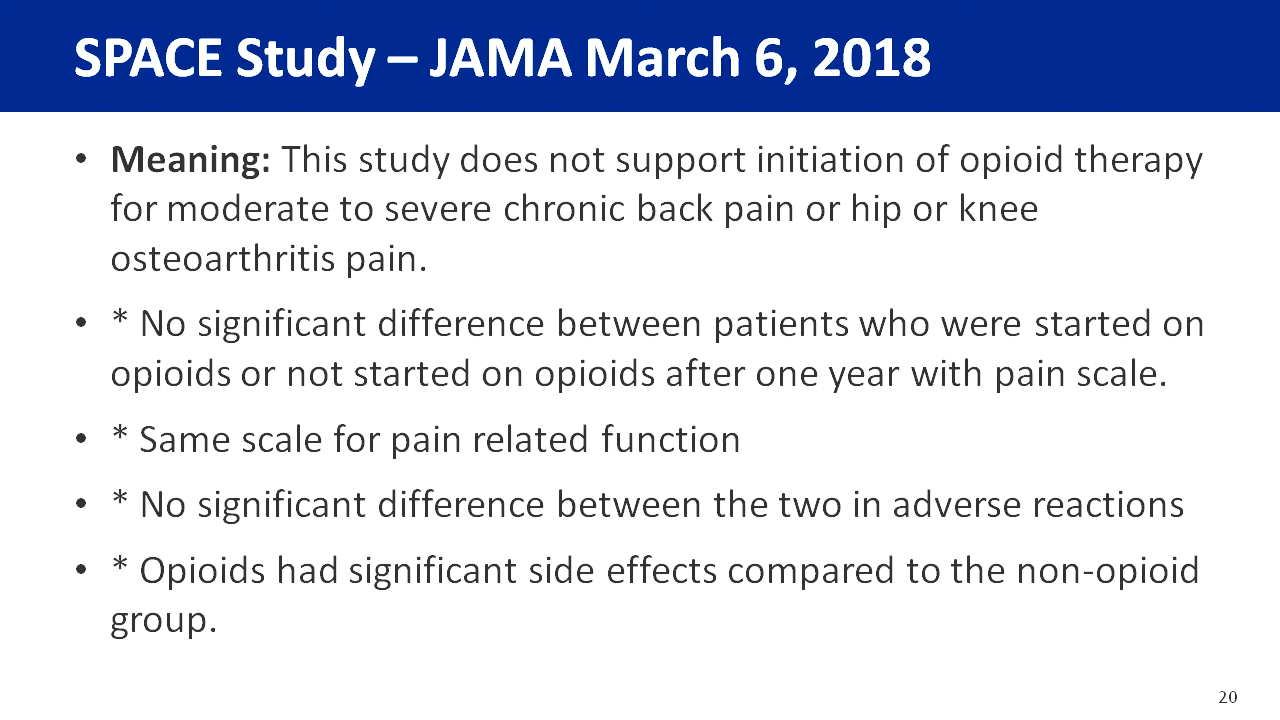 SPACE Study – JAMA March 6, 2018
• Meaning: This study does not support initiation of opioid therapy
for moderate to severe chronic back pain or hip or knee
osteoarthritis pain.
• * No significant difference between patients who were started on
opioids or not started on opioids after one year with pain scale.
• * Same scale for pain related function
• * No significant difference between the two in adverse reactions
• * Opioids had significant side effects compared to the non-opioid
group.
20